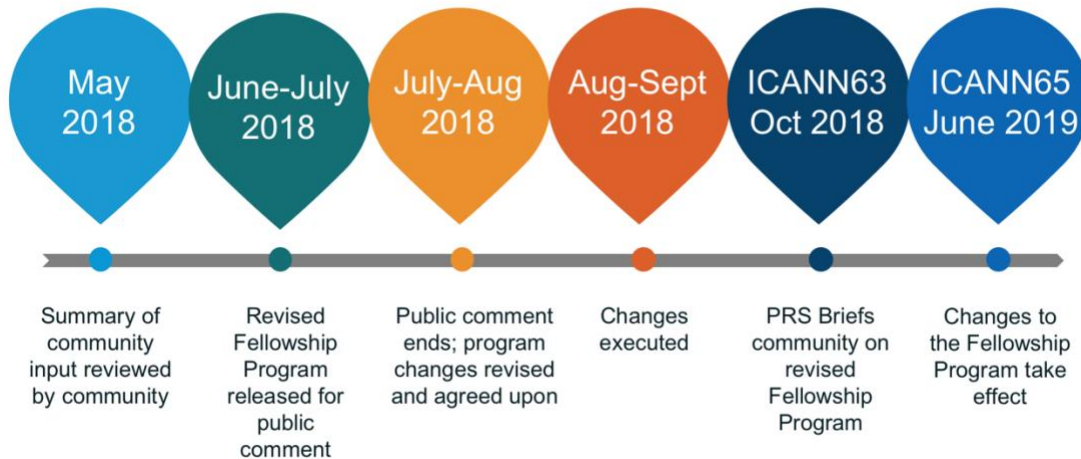 May
2018
June-July
2018
July-Aug
2018
Aug-Sept
2018
ICANN63
Oct 2018
ICANN65
June 2019
Summary of
community
input reviewed
by community
Revised
Fellowship
Program
released for
public
comment
Public comment
ends; program
changes revised
and agreed upon
Changes
executed
PRS Briefs
community on
revised
Fellowship
Program
Changes to
the Fellowship
Program take
effect